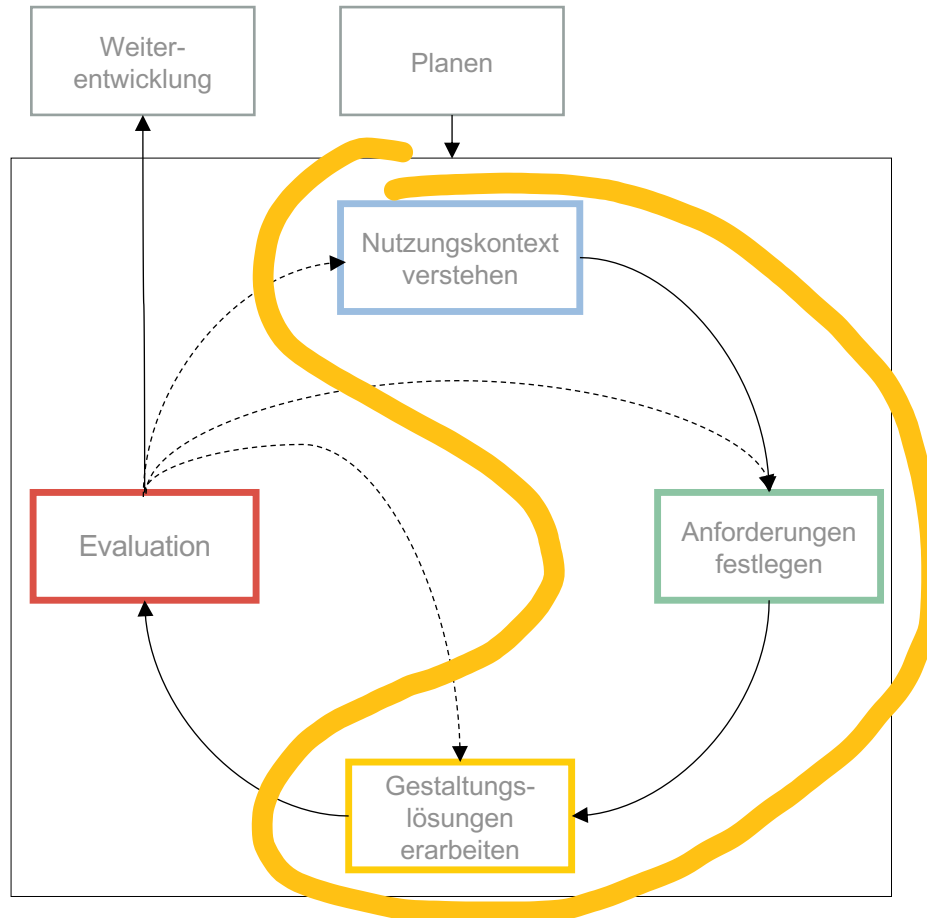 Weiter-
entwicklung
Planen
Nutzungskontext
verstehen
Evaluation
Anforderungen
festlegen
Gestaltungs-
lösungen
erarbeiten